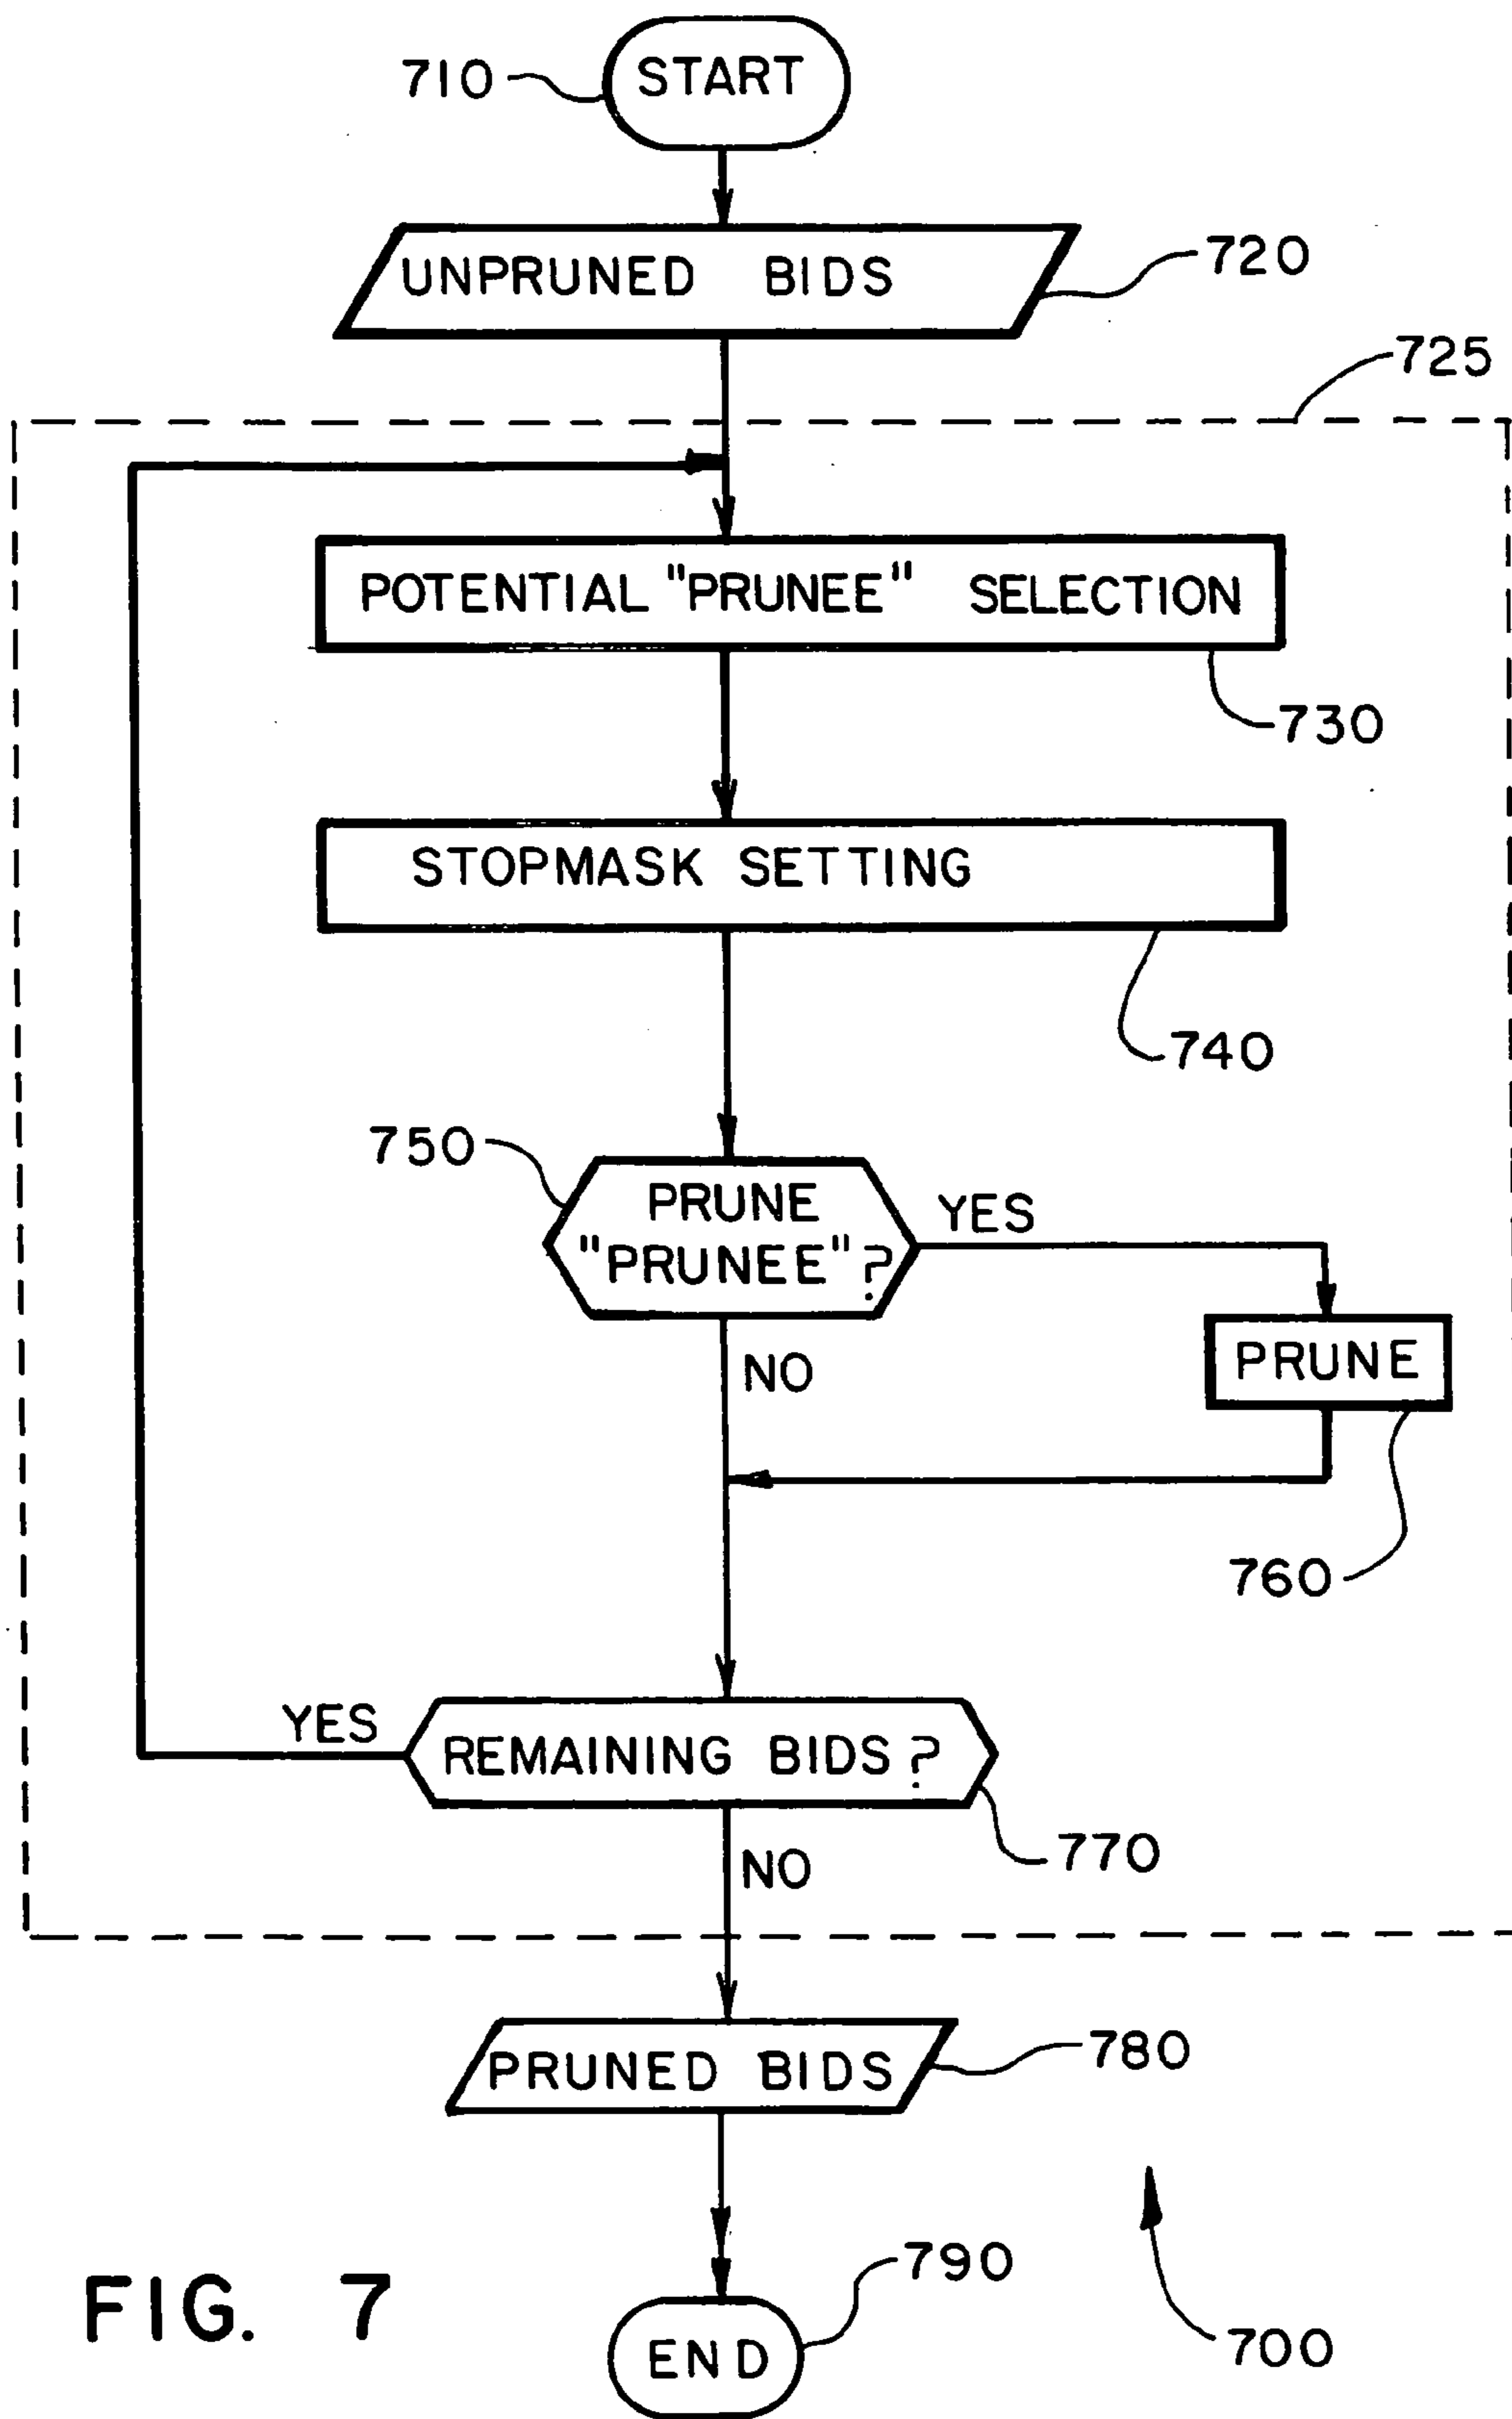 710
START
UNPRUNED BIDS
720
725
POTENTIAL "PRUNEE" SELECTION
730
STOPMASK SETTING
740
750
PRUNE
"PRUNEE"?
YES
NO
PRUNE
760
YES
REMAINING BIDS?
770
NO
PRUNED BIDS
780
790
END
700
FIG. 7